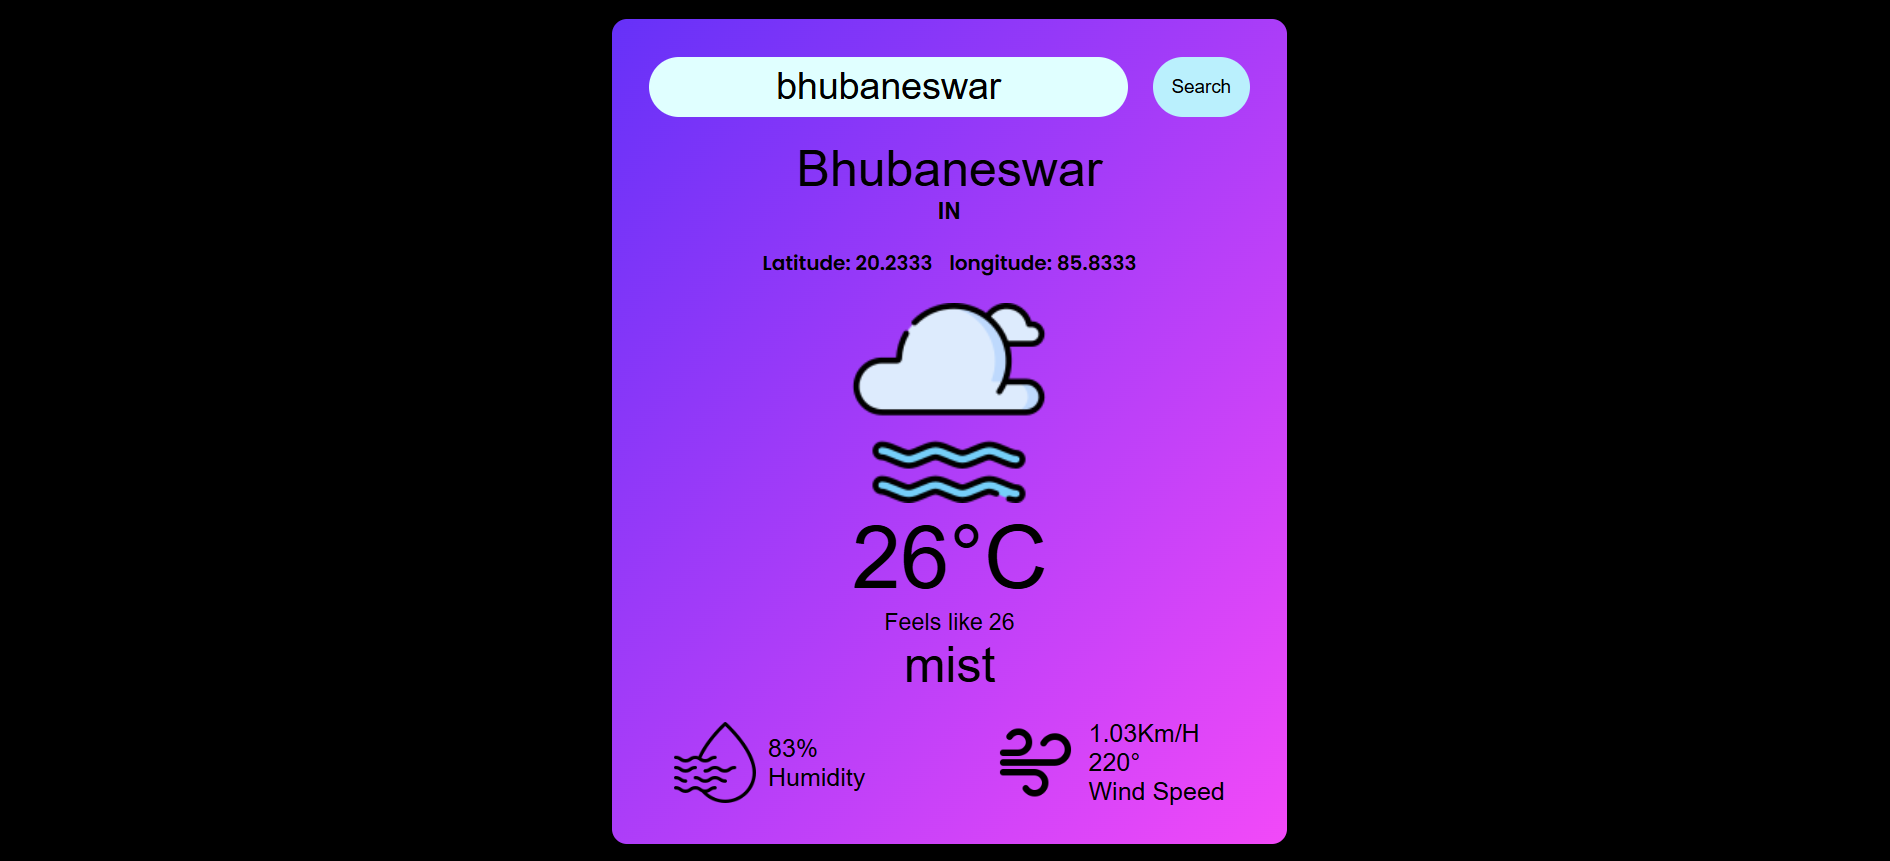 bhubaneswar
Search
Bhubaneswar
IN
Latitude: 20.2333 longitude: 85.8333
26°C
Feels like 26
mist
83%
Humidity
1.03Km/H
220°
Wind Speed